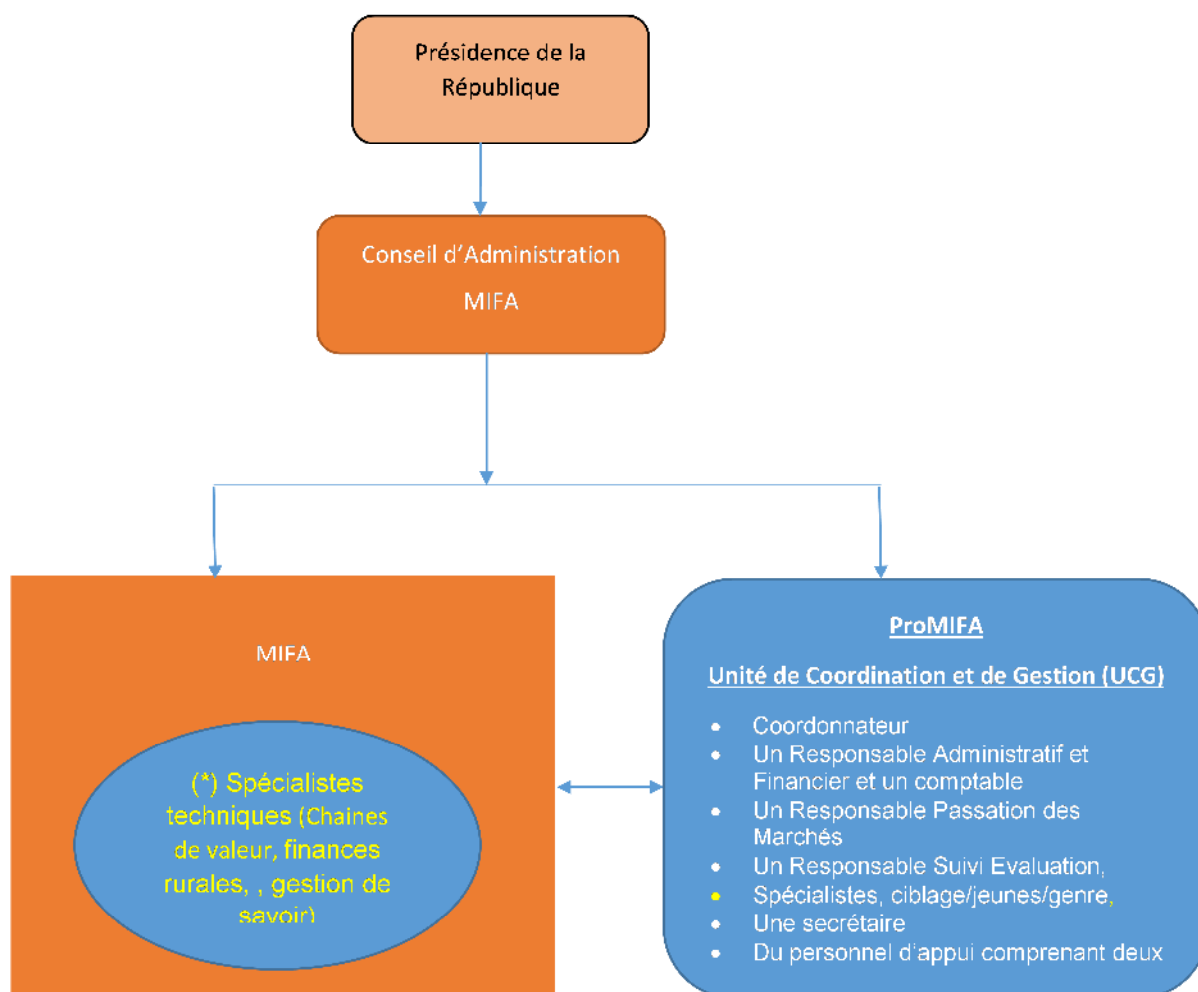 Présidence de la
République
Conseil d'Administration
MIFA
MIFA
(*) Spécialistes
techniques (Chaines
de valeur, finances
rurales, , gestion de
savoir)
ProMIFA
Unité de Coordination et de Gestion (UCG)
• Coordonnateur
• Un Responsable Administratif et
Financier et un comptable
• Un Responsable Passation des
Marchés
• Un Responsable Suivi Evaluation,
• Spécialistes, ciblage/jeunes/genre,
• Une secrétaire
• Du personnel d'appui comprenant deux